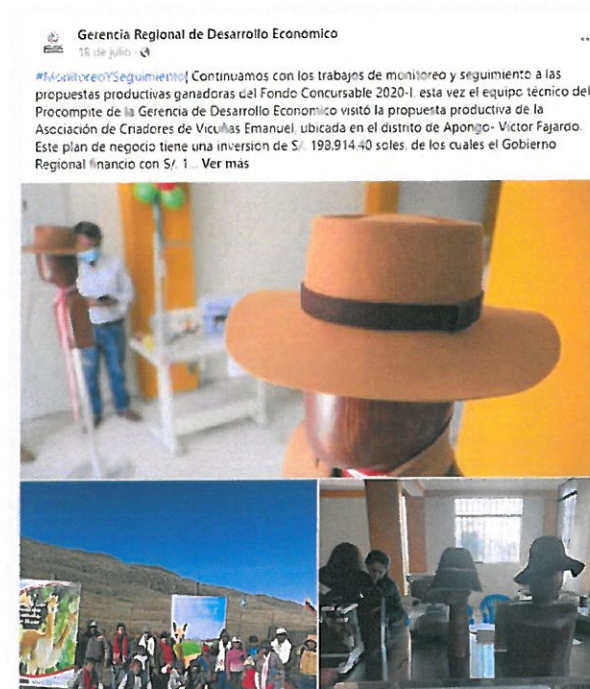 Gerencia Regional de Desarrollo Económico
18 de julio ·
#MonitoreoYSeguimiento| Continuamos con los trabajos de monitoreo y seguimiento a las
propuestas productivas ganadoras del Fondo Concursable 2020-I, esta vez el equipo técnico del
Procompite de la Gerencia de Desarrollo Economico visitó la propuesta productiva de la
Asociación de Criadores de Vicuñas Emanuel, ubicada en el distrito de Apongo- Victor Fajardo.
Este plan de negocio tiene una inversion de S/. 198,914.40 soles, de los cuales el Gobierno
Regional financio con S/. 1... Ver más